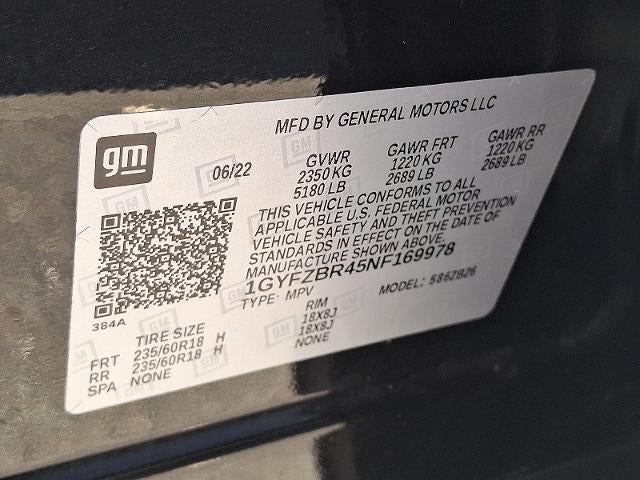 MFD BY GENERAL MOTORS LLC
gm
06/22
GVWR GAWR FRT GAWR RR
2350 KG 1220 KG 1220 KG
5180 LB 2689 LB 2689 LB
THIS VEHICLE CONFORMS TO ALL
APPLICABLE U.S. FEDERAL MOTOR
VEHICLE SAFETY AND THEFT PREVENTION
STANDARDS IN EFFECT ON THE DATE OF
MANUFACTURE SHOWN ABOVE.
1GYFZBR45NF169978
TYPE: MPV MODEL: 586ZB26
384A
TIRE SIZE RIM
FRT 235/60R18 H 18X8J
RR 235/60R18 H 18X8J
SPA NONE NONE